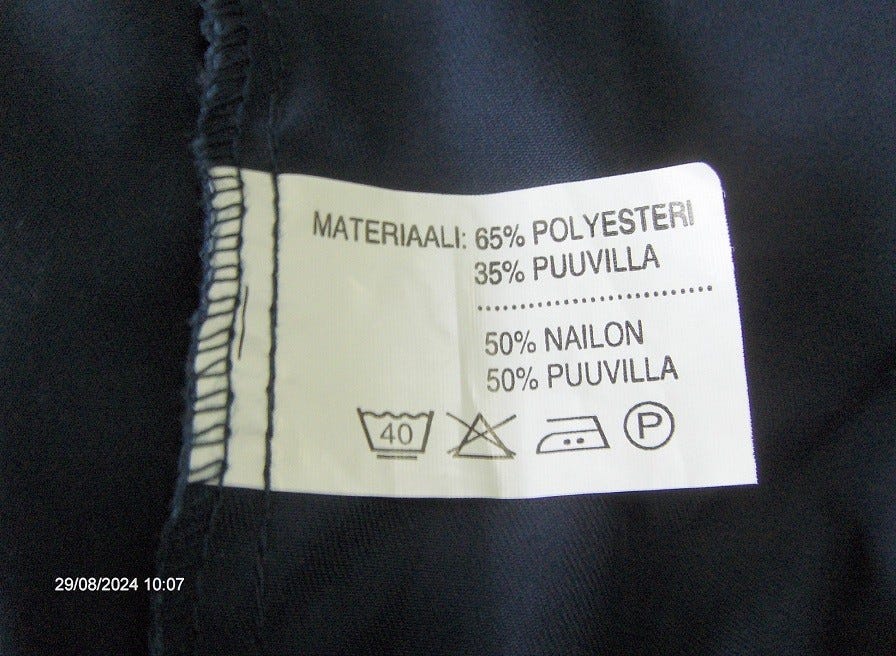 MATERIAALI: 65% POLYESTERI
35% PUUVILLA
50% NAILON
50% PUUVILLA
40 P
29/08/2024 10:07